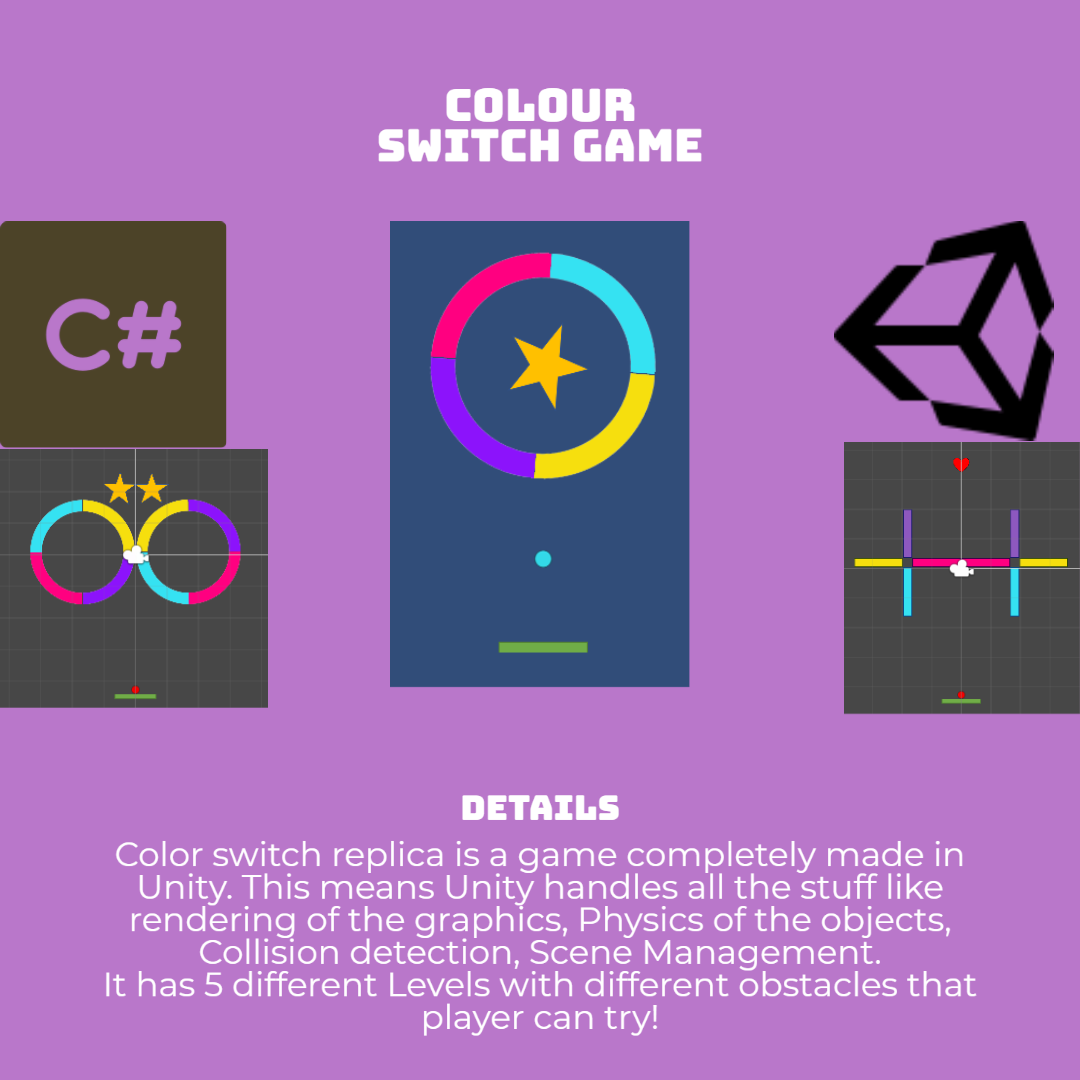 COLOUR
SWITCH GAME
C#
DETAILS
Color switch replica is a game completely made in
Unity. This means Unity handles all the stuff like
rendering of the graphics, Physics of the objects,
Collision detection, Scene Management.
It has 5 different Levels with different obstacles that
player can try!